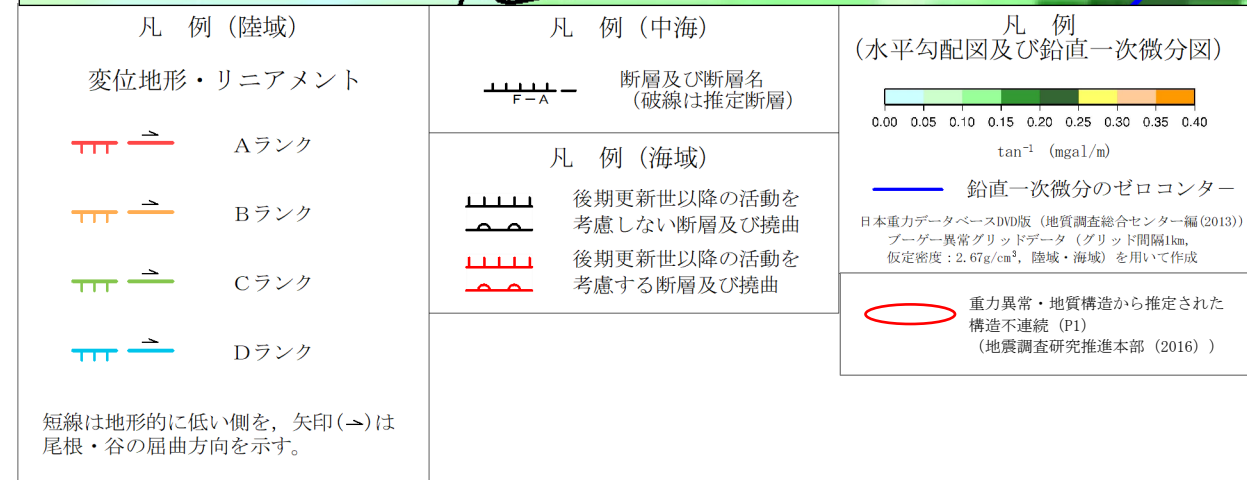 凡　例（陸域）
変位地形・リニアメント
Aランク
Bランク
Cランク
Dランク
短線は地形的に低い側を，矢印(→)は
尾根・谷の屈曲方向を示す。
凡　例（中海）
F－A
断層及び断層名
（破線は推定断層）
凡　例（海域）
後期更新世以降の活動を
考慮しない断層及び撓曲
後期更新世以降の活動を
考慮する断層及び撓曲
凡　例
（水平勾配図及び鉛直一次微分図）
0.00 0.05 0.10 0.15 0.20 0.25 0.30 0.35 0.40
tan⁻¹ (mgal/m)
鉛直一次微分のゼロコンター
日本重力データベースDVD版（地質調査総合センター編(2013)）
ブーゲー異常グリッドデータ（グリッド間隔1km,
仮定密度：2.67g/cm³，陸域・海域）を用いて作成
重力異常・地質構造から推定された
構造不連続（P1）
（地震調査研究推進本部（2016））